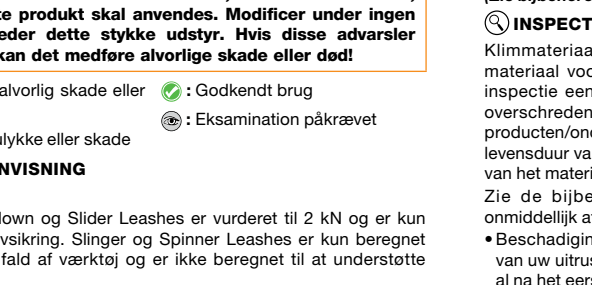 te produkt skal anvendes. Modificer under ingen
eder dette stykke udstyr. Hvis disse advarsler
kan det medføre alvorlige skade eller død!
alvorlig skade eller
: Godkendt brug
: Eksamination påkrævet
ulykke eller skade
NVISNING
down og Slider Leashes er vurderet til 2 kN og er kun
vsikring. Slinger og Spinner Leashes er kun beregnet
fald af værktøj og er ikke beregnet til at understøtte
INSPECT
Klimmateriaa
materiaal voo
inspectie een
overschreden
producten/ond
levensduur va
van het materi
Zie de bijbe
onmiddellijk a
• Beschadigin
van uw uitrus
al na het eers